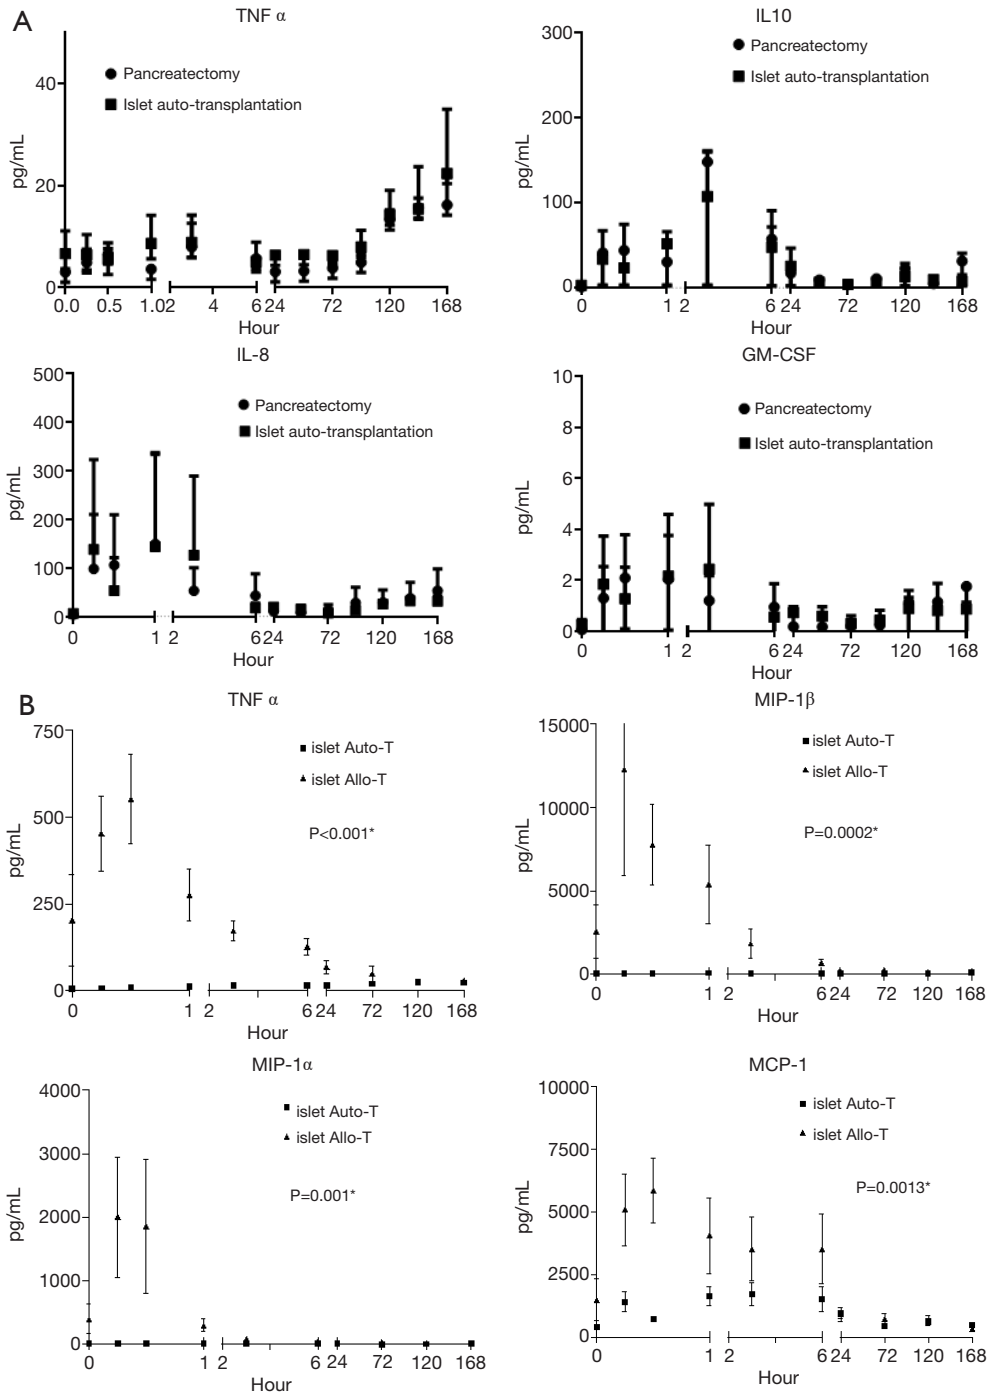 A
TNF α
40
20
0
pg/mL
Pancreatectomy
Islet auto-transplantation
0.0 0.5 1.02 4 6 24 72 120 168
Hour
IL10
300
200
100
0
pg/mL
Pancreatectomy
Islet auto-transplantation
0 1 2 6 24 72 120 168
Hour
IL-8
500
400
300
200
100
0
pg/mL
Pancreatectomy
Islet auto-transplantation
0 1 2 6 24 72 120 168
Hour
GM-CSF
10
8
6
4
2
0
pg/mL
Pancreatectomy
Islet auto-transplantation
0 1 2 6 24 72 120 168
Hour
B
TNF α
750
500
250
0
pg/mL
islet Auto-T
islet Allo-T
P<0.001*
0 1 2 6 24 72 120 168
Hour
MIP-1β
15000
10000
5000
0
pg/mL
islet Auto-T
islet Allo-T
P=0.0002*
0 1 2 6 24 72 120 168
Hour
MIP-1α
4000
3000
2000
1000
0
pg/mL
islet Auto-T
islet Allo-T
P=0.001*
0 1 2 6 24 72 120 168
Hour
MCP-1
10000
7500
5000
2500
0
pg/mL
islet Auto-T
islet Allo-T
P=0.0013*
0 1 2 6 24 72 120 168
Hour